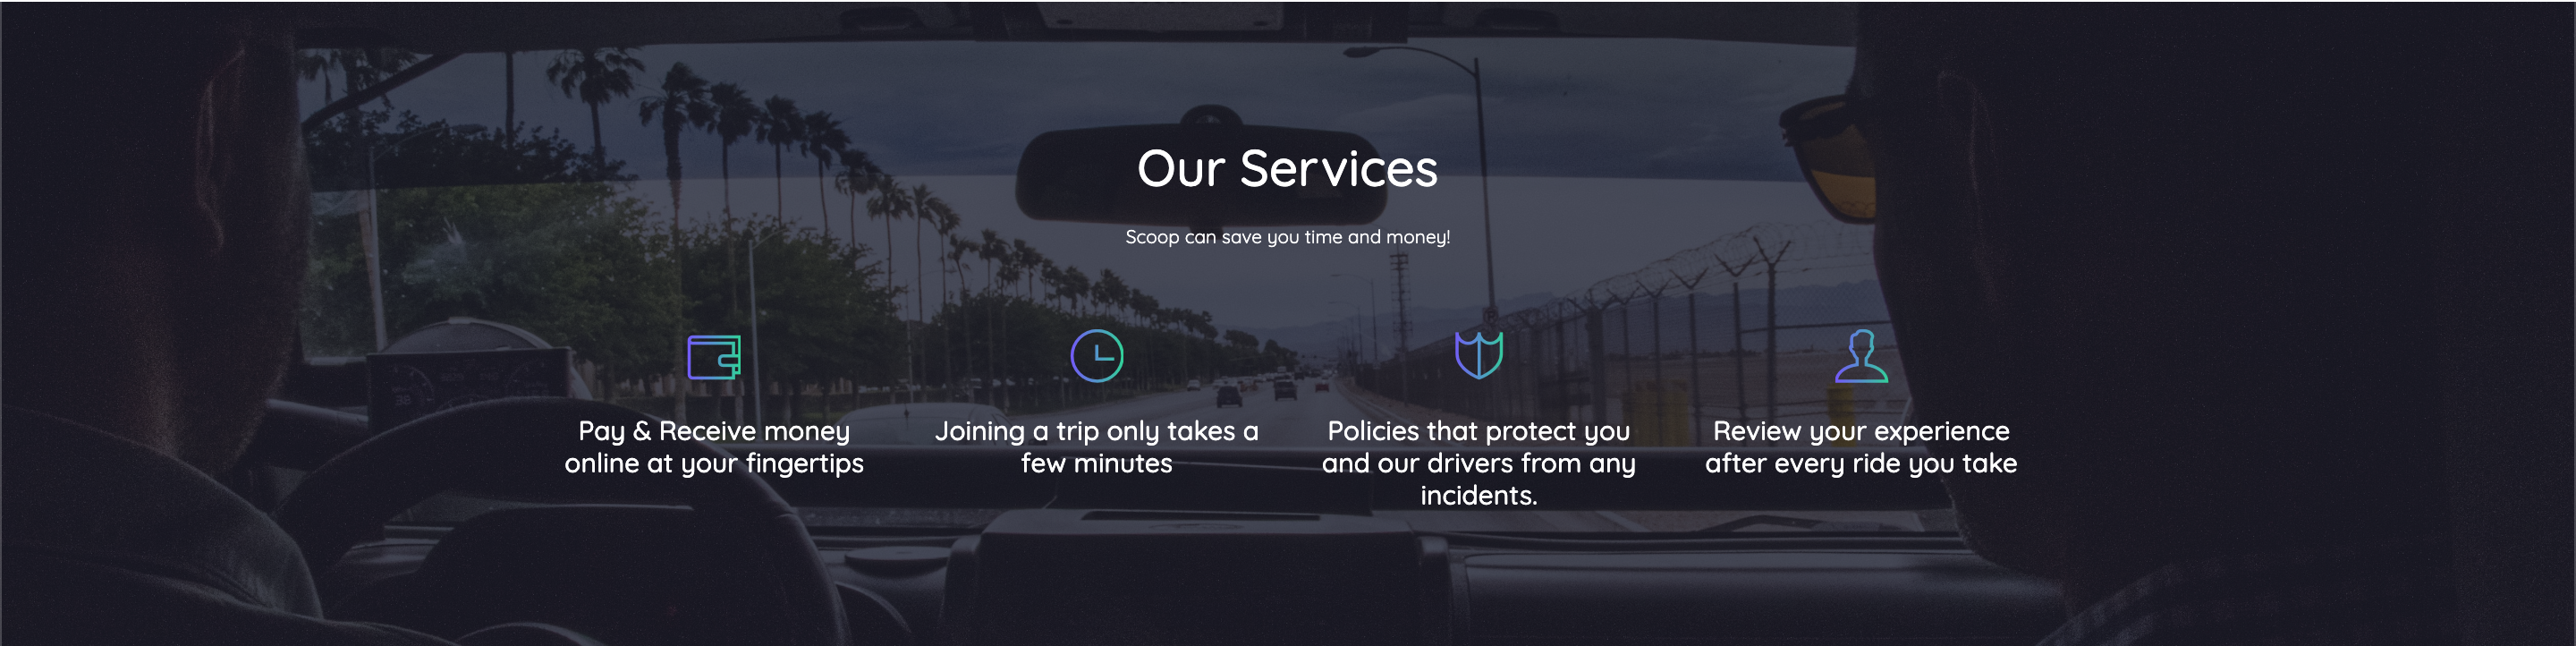 Our Services
Scoop can save you time and money!
Pay & Receive money
online at your fingertips
Joining a trip only takes a
few minutes
Policies that protect you
and our drivers from any
incidents.
Review your experience
after every ride you take